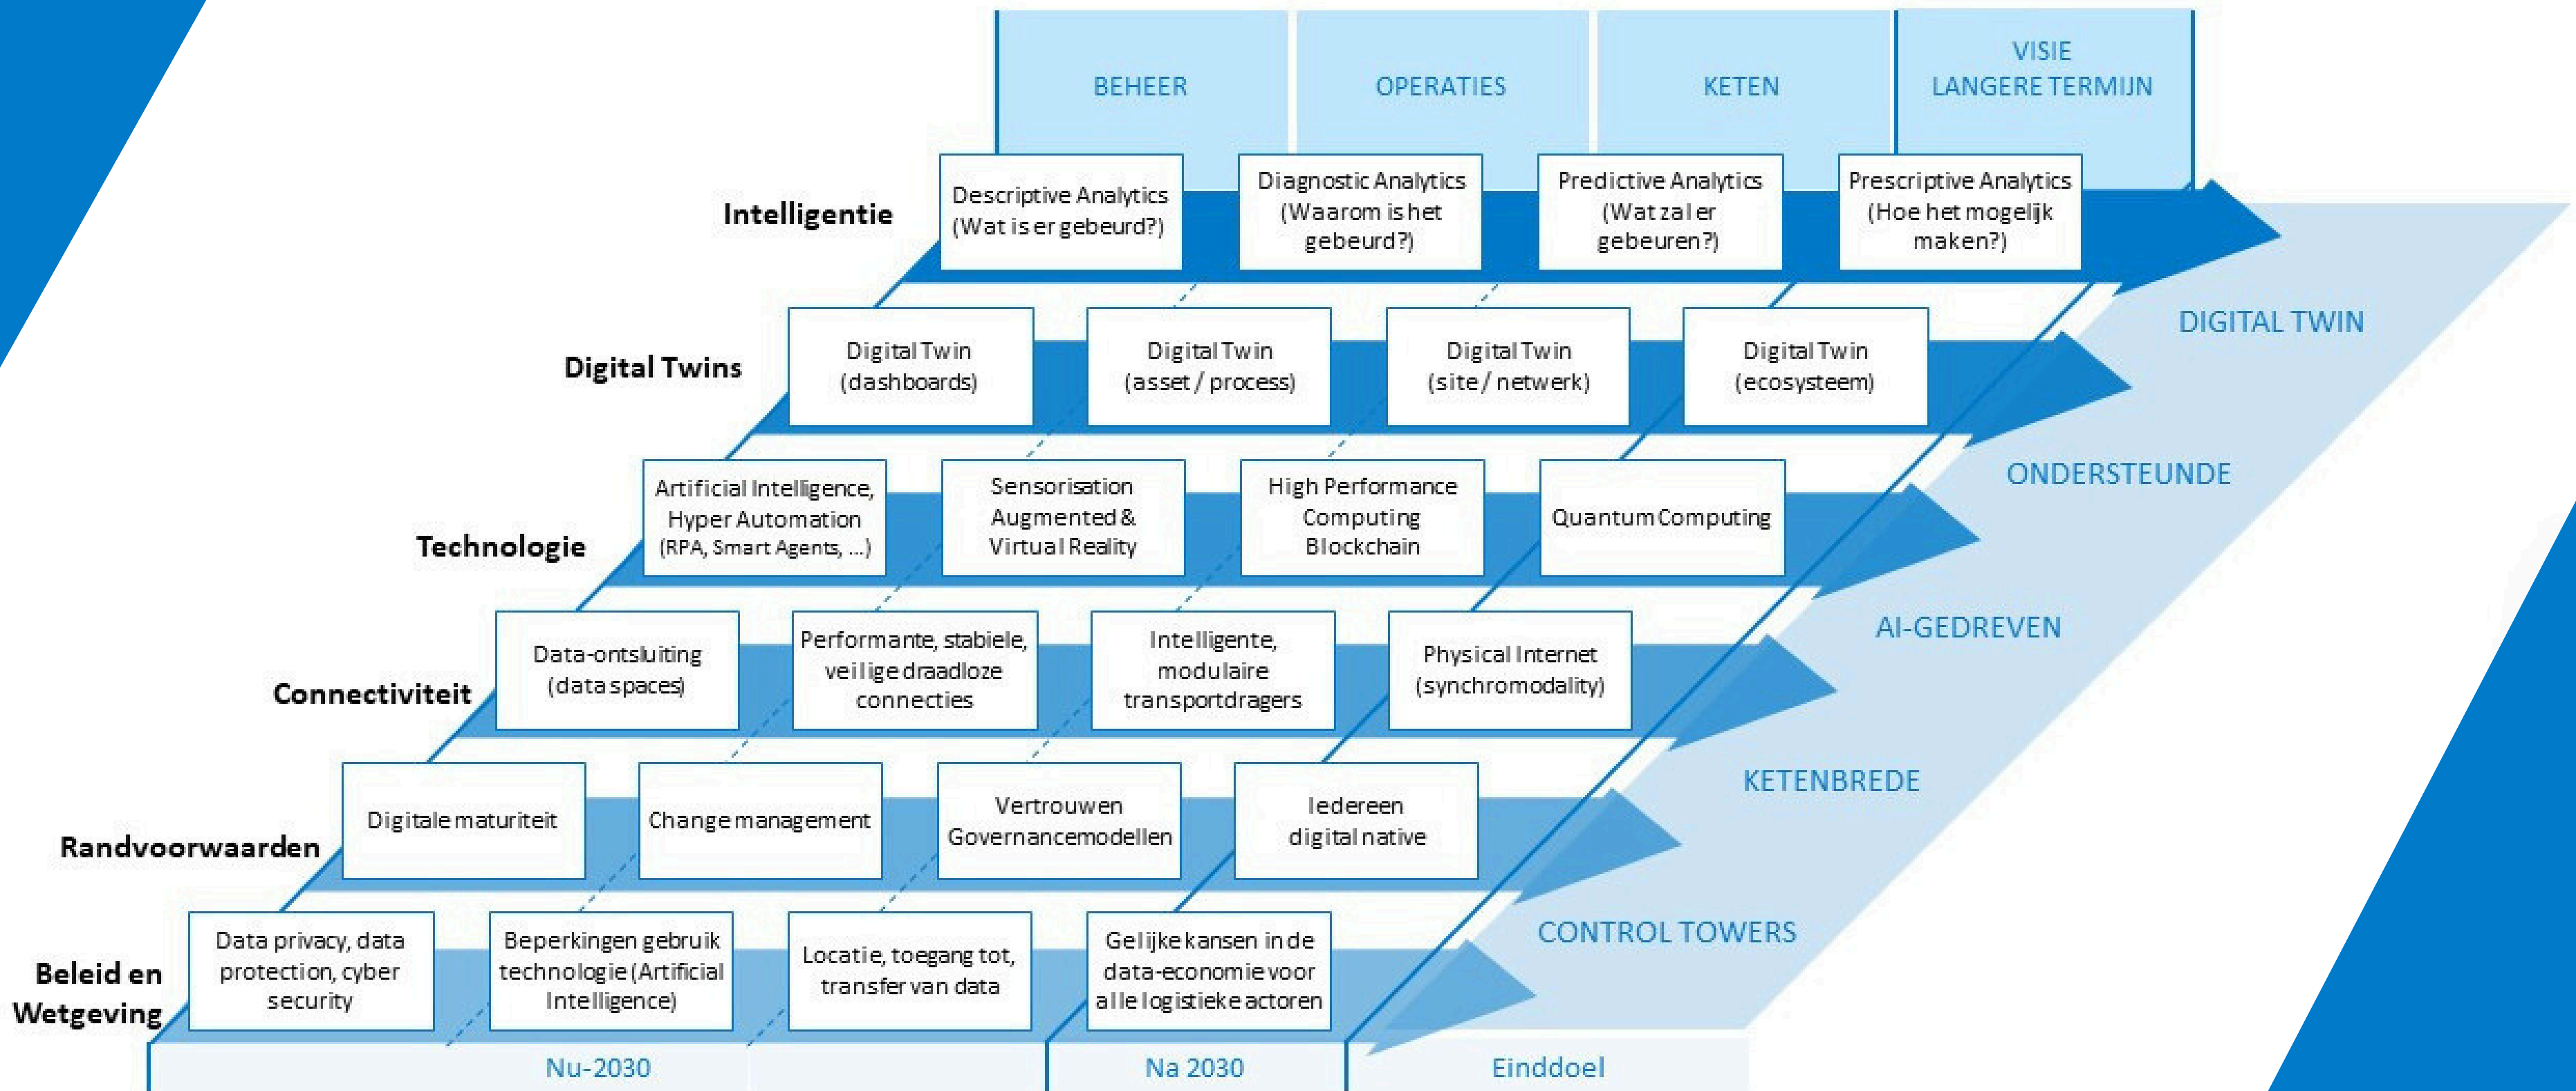 BEHEER
OPERATIES
KETEN
VISIE
LANGERE TERMIJN
Intelligentie
Descriptive Analytics
(Wat is er gebeurd?)
Diagnostic Analytics
(Waarom is het
gebeurd?)
Predictive Analytics
(Wat zal er
gebeuren?)
Prescriptive Analytics
(Hoe het mogelijk
maken?)
DIGITAL TWIN
Digital Twins
Digital Twin
(dashboards)
Digital Twin
(asset / process)
Digital Twin
(site / netwerk)
Digital Twin
(ecosysteem)
ONDERSTEUNDE
Technologie
Artificial Intelligence,
Hyper Automation
(RPA, Smart Agents, ...)
Sensorisation
Augmented &
Virtual Reality
High Performance
Computing
Blockchain
Quantum Computing
AI-GEDREVEN
Connectiviteit
Data-ontsluiting
(data spaces)
Performante, stabiele,
veilige draadloze
connecties
Intelligente,
modulaire
transportdragers
Physical Internet
(synchromodality)
KETENBREDE
Randvoorwaarden
Digitale maturiteit
Change management
Vertrouwen
Governancemodellen
Iedereen
digital native
CONTROL TOWERS
Beleid en
Wetgeving
Data privacy, data
protection, cyber
security
Beperkingen gebruik
technologie (Artificial
Intelligence)
Locatie, toegang tot,
transfer van data
Gelijke kansen in de
data-economie voor
alle logistieke actoren
Nu-2030
Na 2030
Einddoel